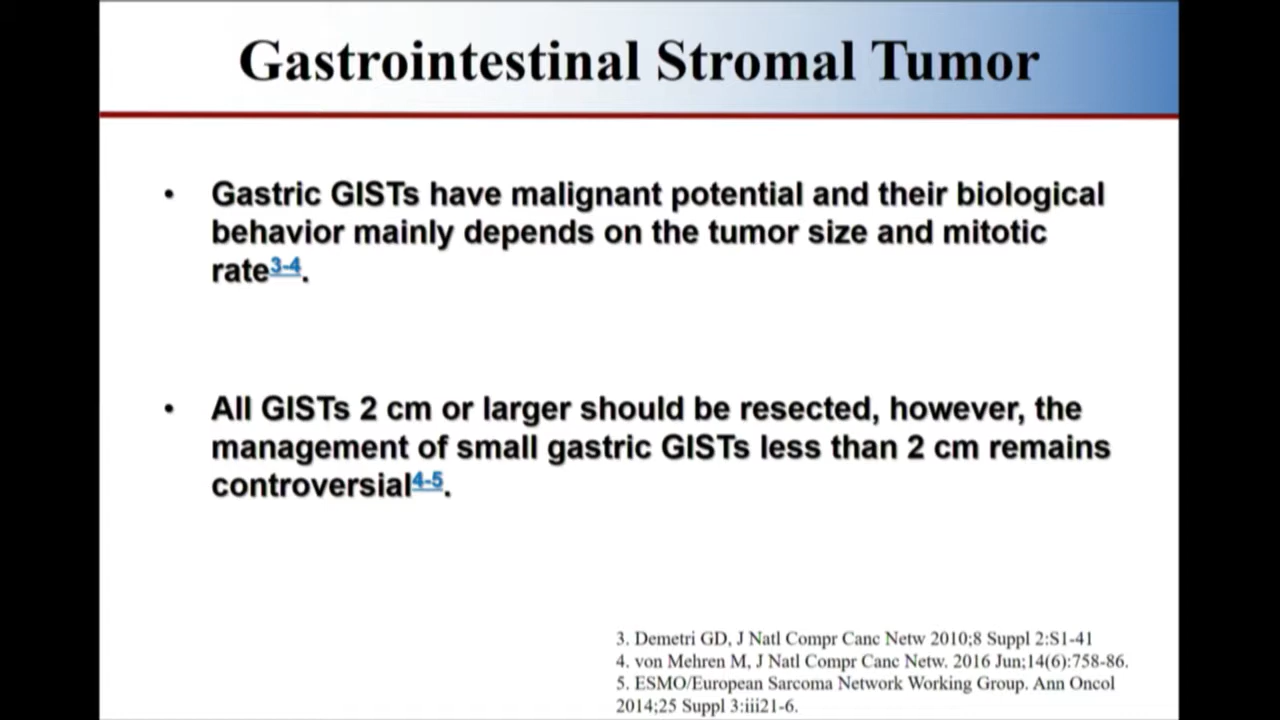 Gastrointestinal Stromal Tumor
• Gastric GISTs have malignant potential and their biological
behavior mainly depends on the tumor size and mitotic
rate3-4.
• All GISTs 2 cm or larger should be resected, however, the
management of small gastric GISTs less than 2 cm remains
controversial4-5.
3. Demetri GD, J Natl Compr Canc Netw 2010;8 Suppl 2:S1-41
4. von Mehren M, J Natl Compr Canc Netw. 2016 Jun;14(6):758-86.
5. ESMO/European Sarcoma Network Working Group. Ann Oncol
2014;25 Suppl 3:iii21-6.